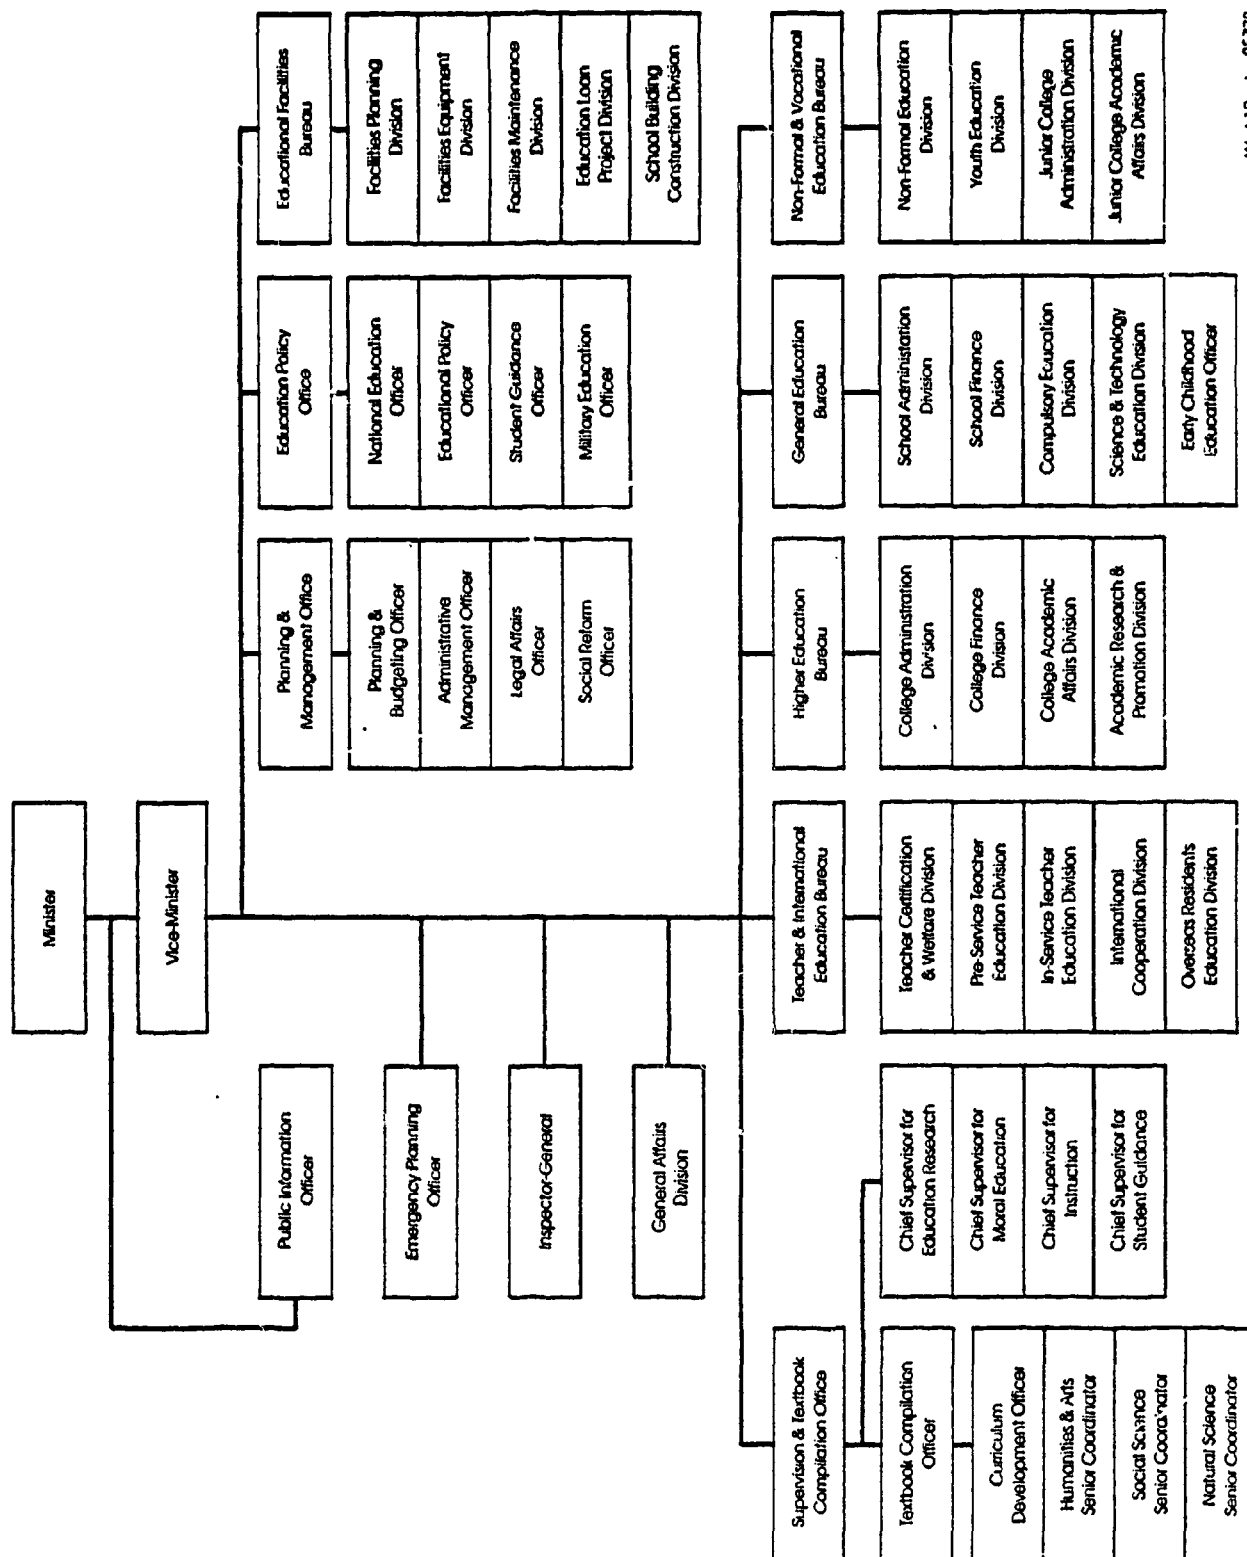 Minister
Vice-Minister
Public Information
Officer
Emergency Planning
Officer
Inspector-General
General Affairs
Division
Planning &
Management Office
Planning &
Budgeting Officer
Administrative
Management Officer
Legal Affairs
Officer
Social Reform
Officer
Education Policy
Office
National Education
Officer
Educational Policy
Officer
Student Guidance
Officer
Military Education
Officer
Educational Facilities
Bureau
Facilities Planning
Division
Facilities Equipment
Division
Facilities Maintenance
Division
Education Loan
Project Division
School Building
Construction Division
Supervision & Textbook
Compilation Office
Textbook Compilation
Officer
Curriculum
Development Officer
Humanities & Arts
Senior Coordinator
Social Science
Senior Coordinator
Natural Science
Senior Coordinator
Chief Supervisor for
Education Research
Chief Supervisor for
Moral Education
Chief Supervisor for
Instruction
Chief Supervisor for
Student Guidance
Teacher & International
Education Bureau
Teacher Certification
& Welfare Division
Pre-Service Teacher
Education Division
In-Service Teacher
Education Division
International
Cooperation Division
Overseas Residents
Education Division
Higher Education
Bureau
College Administration
Division
College Finance
Division
College Academic
Affairs Division
Academic Research &
Promotion Division
General Education
Bureau
School Administation
Division
School Finance
Division
Compulsory Education
Division
Science & Technology
Education Division
Early Childhood
Education Officer
Non-Formal & Vocational
Education Bureau
Non-Formal Education
Division
Youth Education
Division
Junior College
Administration Division
Junior College Academic
Affairs Division